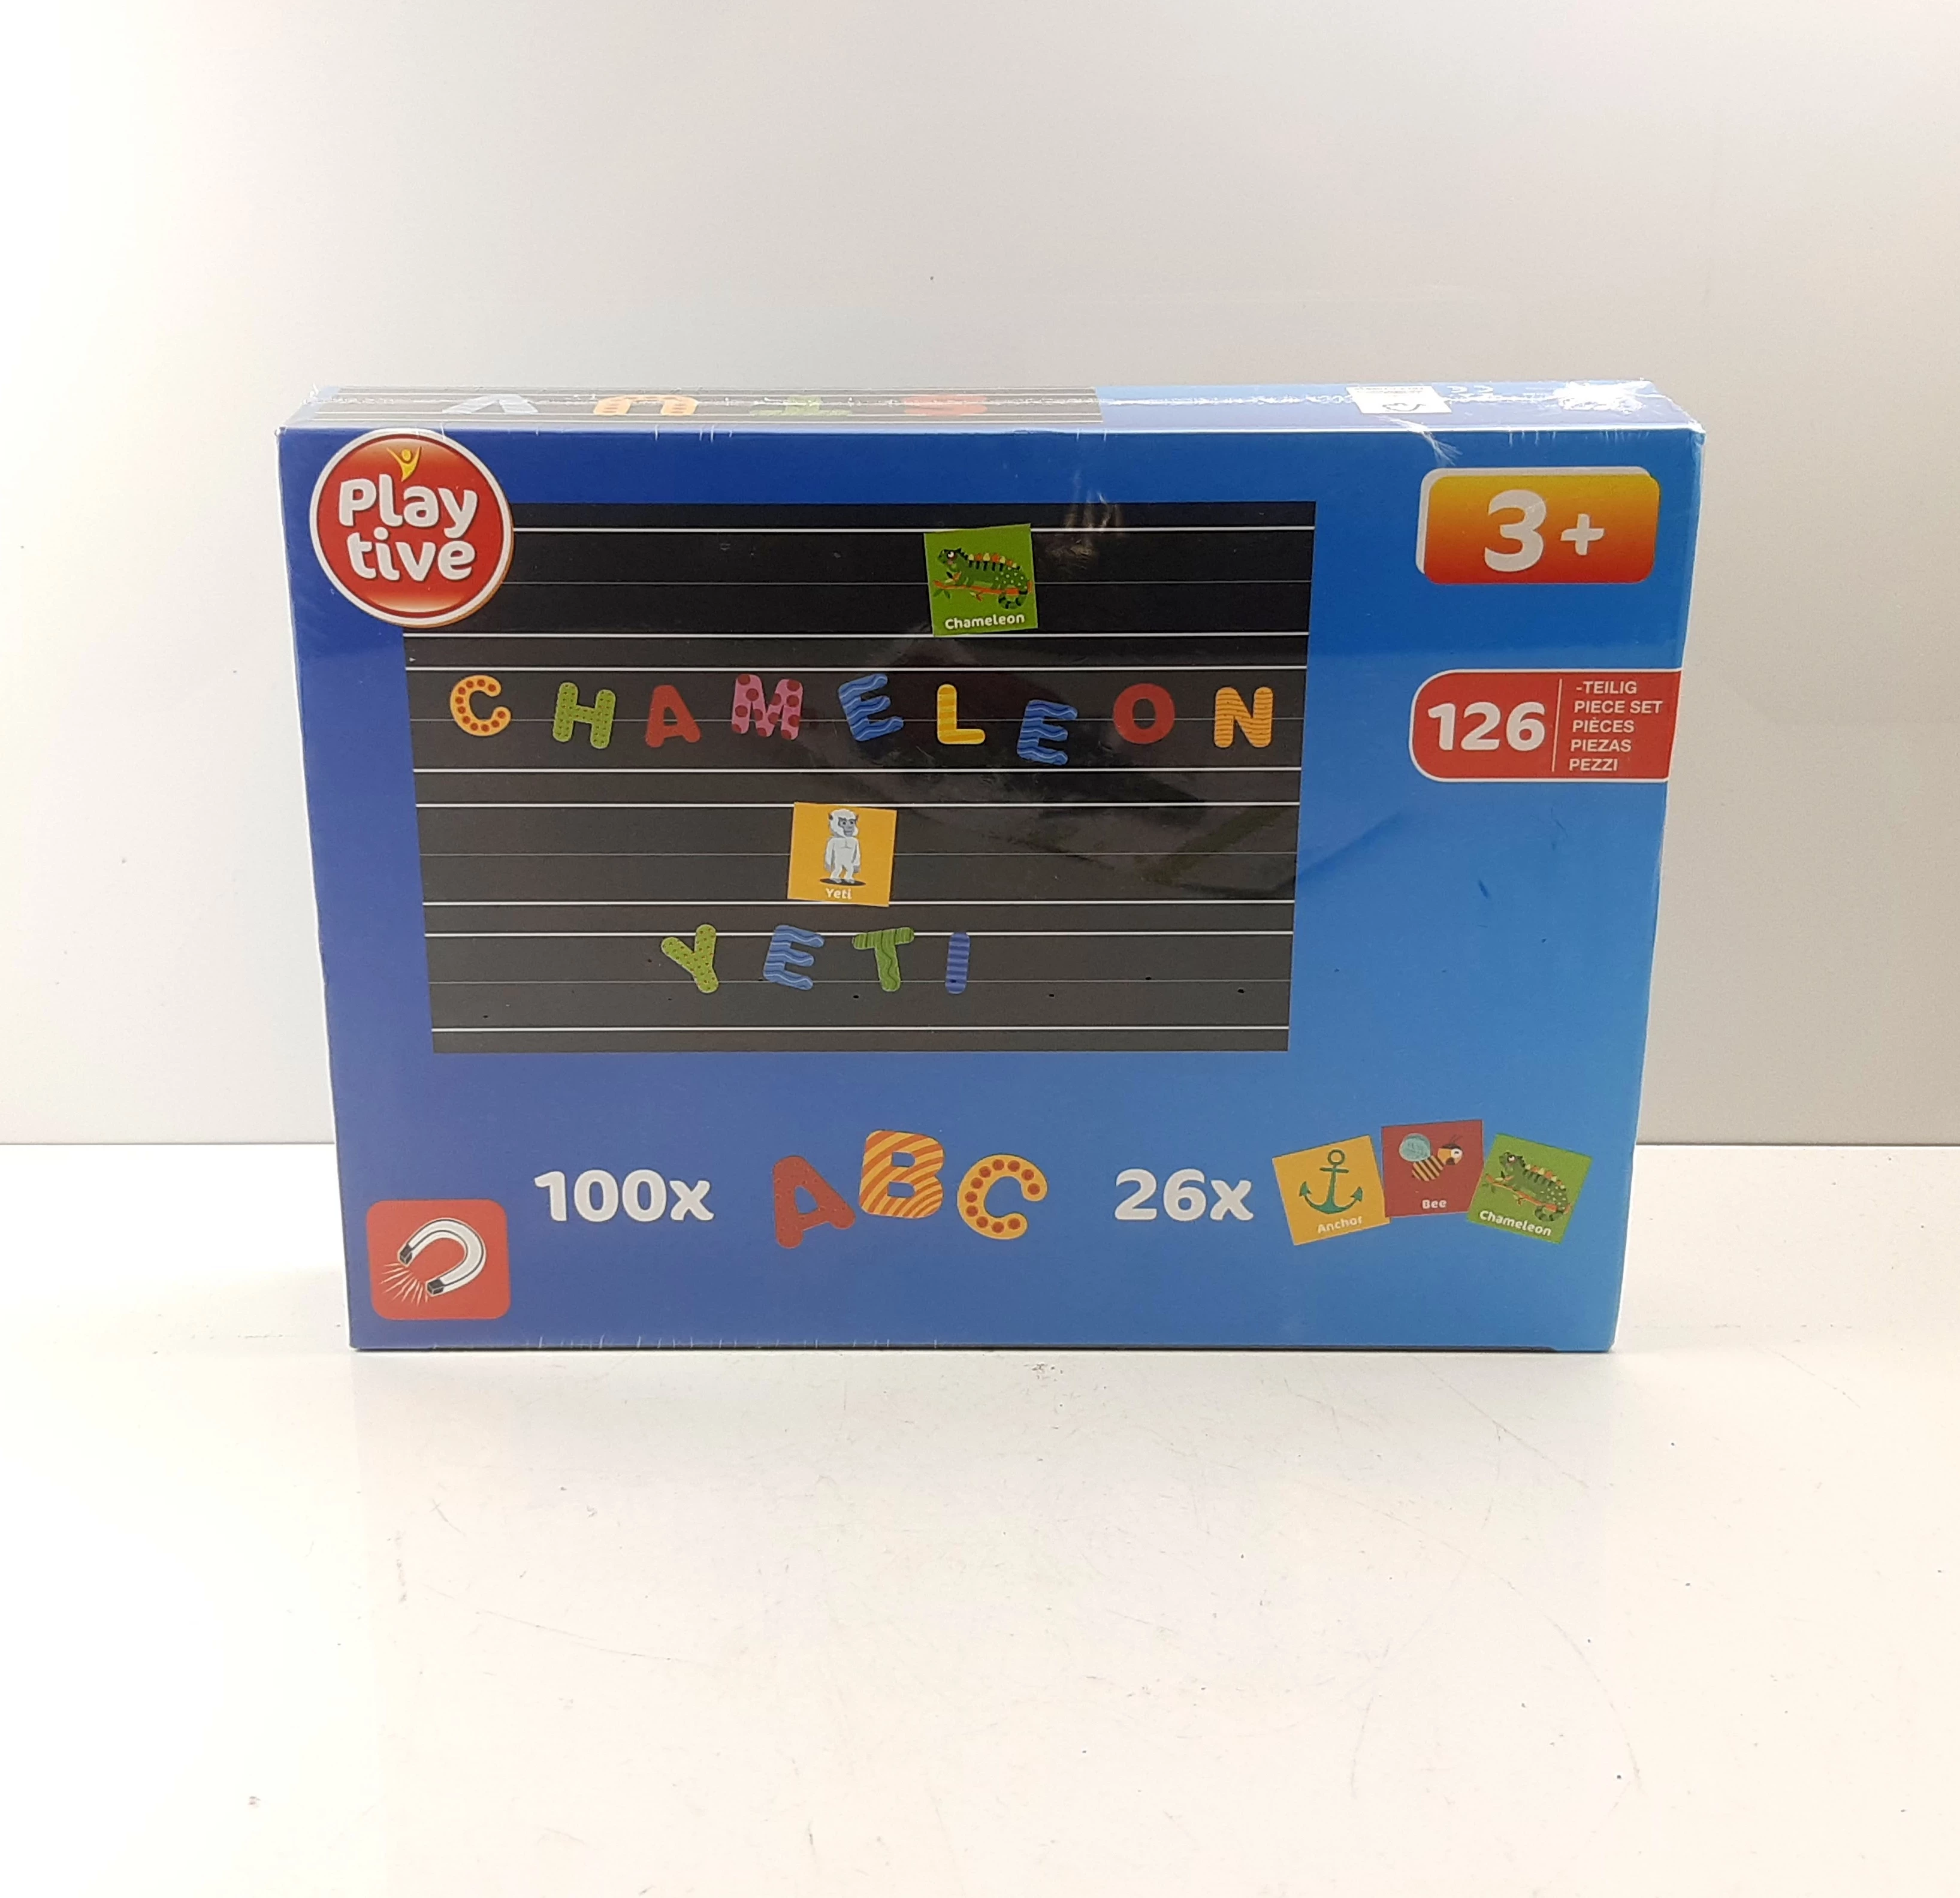 Play
tive
3+
Chameleon
CHAMELEON
126
-TEILIG
PIECE SET
PIÈCES
PIEZAS
PEZZI
Yeti
YETI
100x ABC 26x
Anchor
Bee
Chameleon